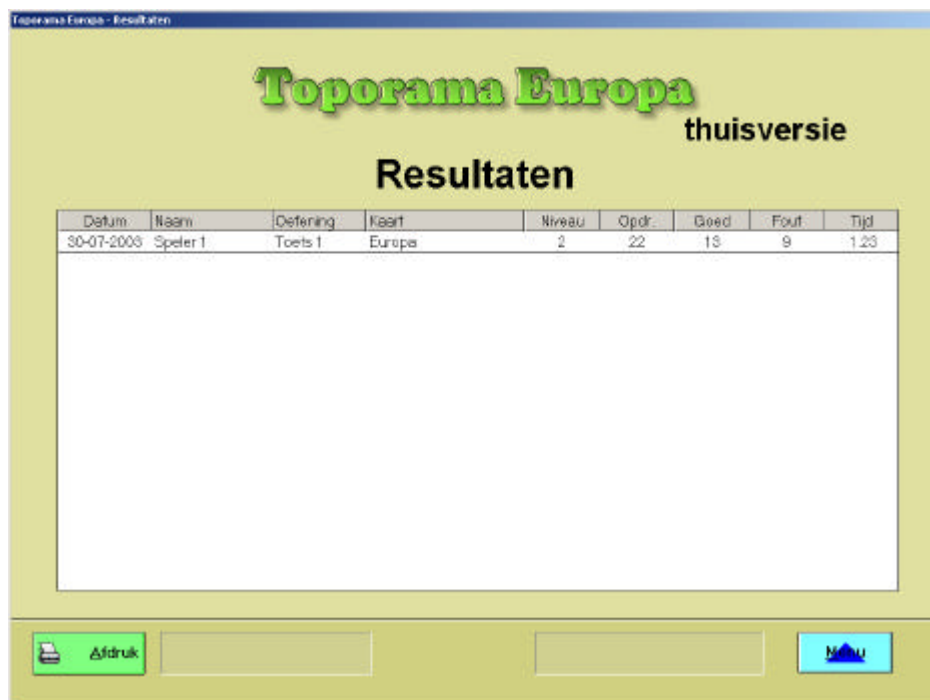 Toporama Europa - Resultaten
Toporama Europa
thuisversie
Resultaten
Datum Naam Oefening Kaart Niveau Opdr. Goed Fout Tijd
30-07-2003 Speler 1 Toets 1 Europa 2 22 13 9 1:23
Afdruk Menu